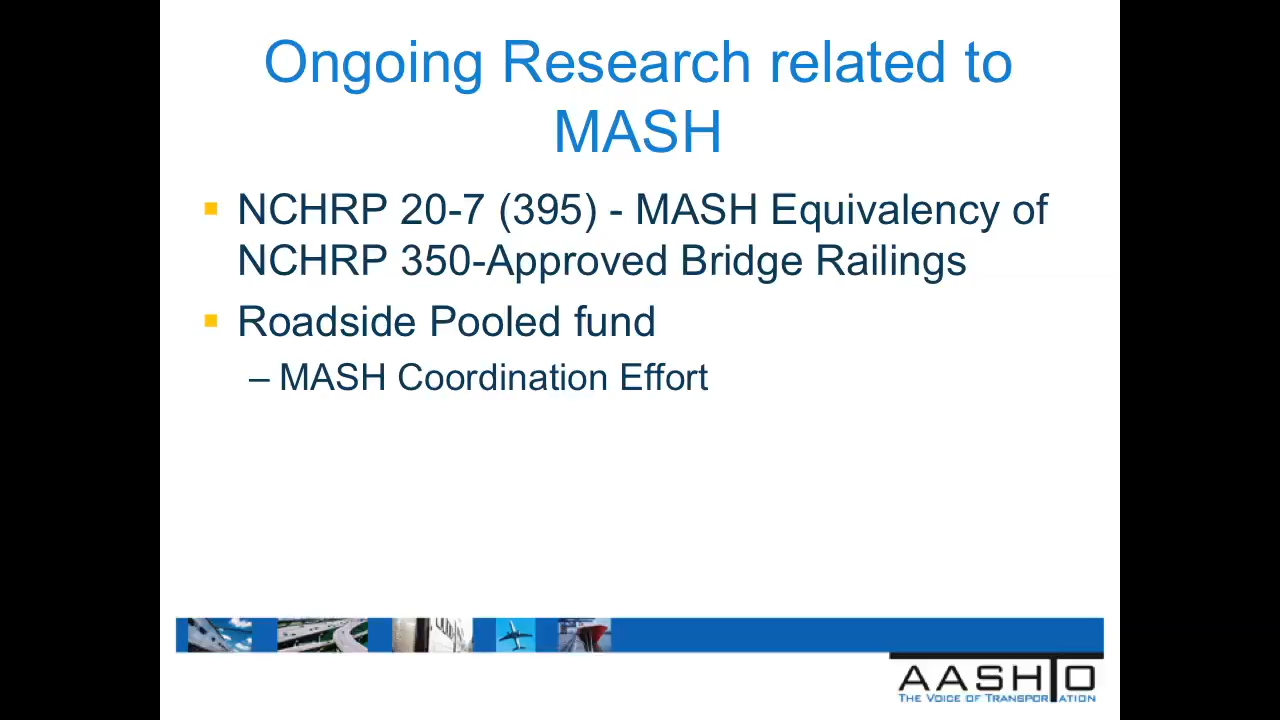 Ongoing Research related to
MASH
▪ NCHRP 20-7 (395) - MASH Equivalency of
NCHRP 350-Approved Bridge Railings
▪ Roadside Pooled fund
– MASH Coordination Effort
AASHTO
THE VOICE OF TRANSPORTATION